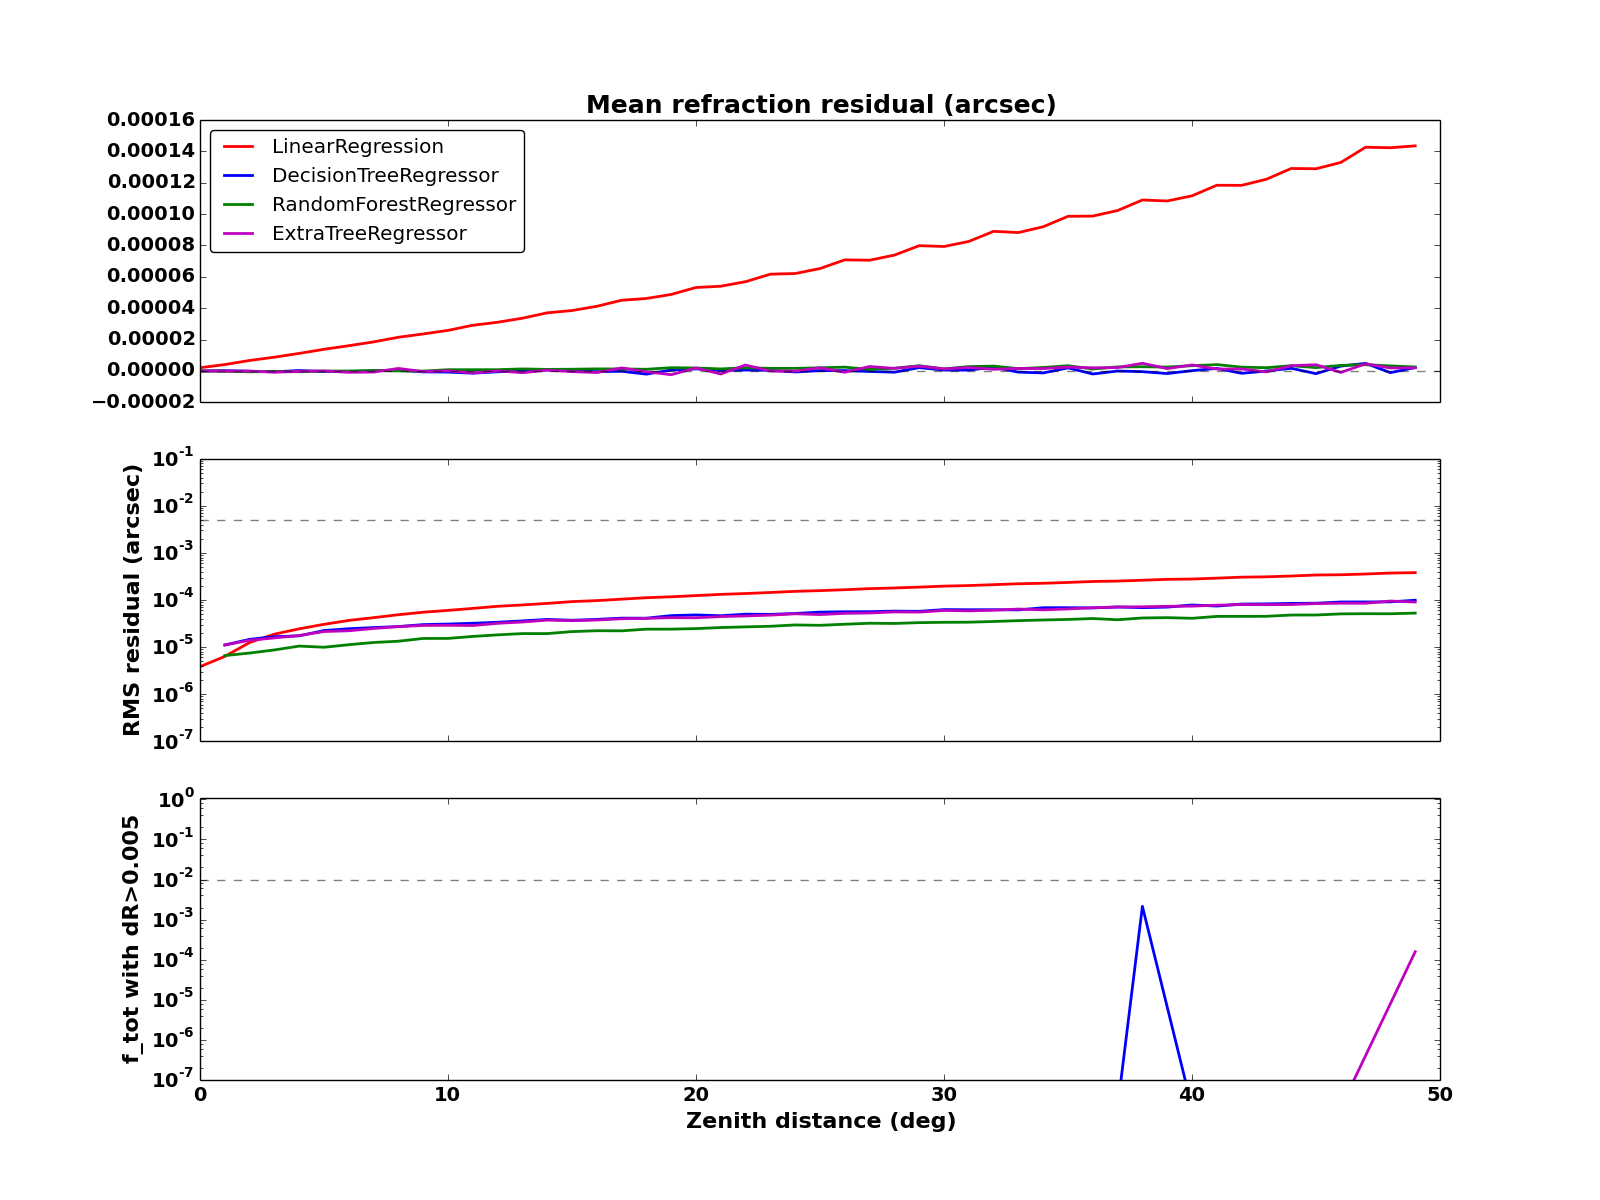 Mean refraction residual (arcsec)
0.00016
0.00014
0.00012
0.00010
0.00008
0.00006
0.00004
0.00002
0.00000
−0.00002
LinearRegression
DecisionTreeRegressor
RandomForestRegressor
ExtraTreeRegressor
RMS residual (arcsec)
10^-1
10^-2
10^-3
10^-4
10^-5
10^-6
10^-7
f_tot with dR>0.005
10^0
10^-1
10^-2
10^-3
10^-4
10^-5
10^-6
10^-7
0 10 20 30 40 50
Zenith distance (deg)